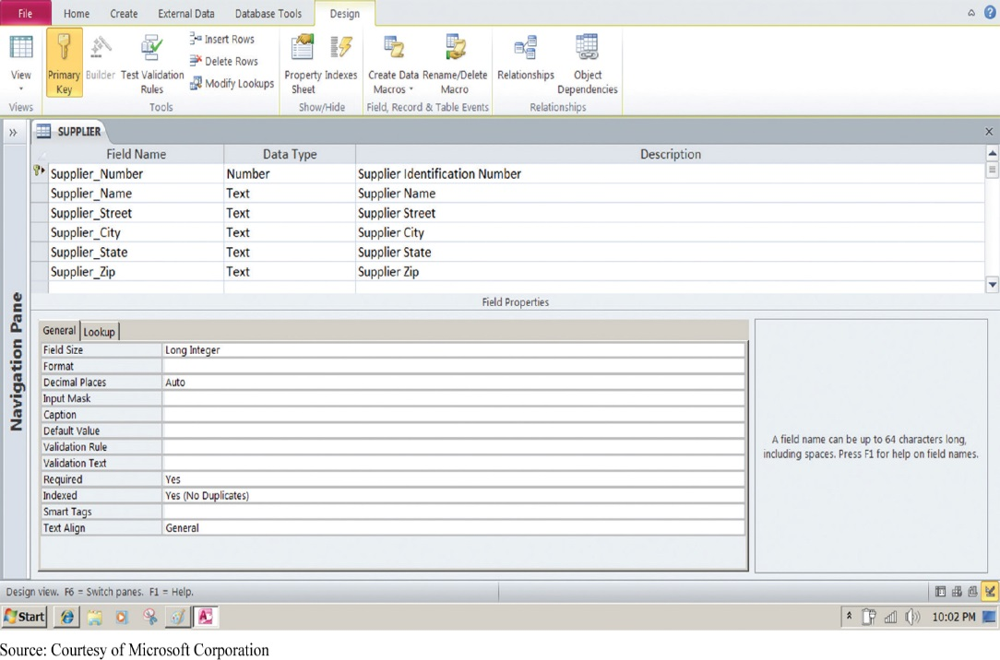 File Home Create External Data Database Tools Design
View
Primary Key
Builder
Test Validation Rules
Insert Rows
Delete Rows
Modify Lookups
Property Sheet
Indexes
Create Data Macros
Rename/Delete Macro
Relationships
Object Dependencies
Views Tools Show/Hide Field, Record & Table Events Relationships
» SUPPLIER
Field Name Data Type Description
Supplier_Number Number Supplier Identification Number
Supplier_Name Text Supplier Name
Supplier_Street Text Supplier Street
Supplier_City Text Supplier City
Supplier_State Text Supplier State
Supplier_Zip Text Supplier Zip
Navigation Pane
Field Properties
General Lookup
Field Size Long Integer
Format
Decimal Places Auto
Input Mask
Caption
Default Value
Validation Rule
Validation Text
Required Yes
Indexed Yes (No Duplicates)
Smart Tags
Text Align General
A field name can be up to 64 characters long,
including spaces. Press F1 for help on field names.
Design view. F6 = Switch panes. F1 = Help.
Start 10:02 PM
Source: Courtesy of Microsoft Corporation